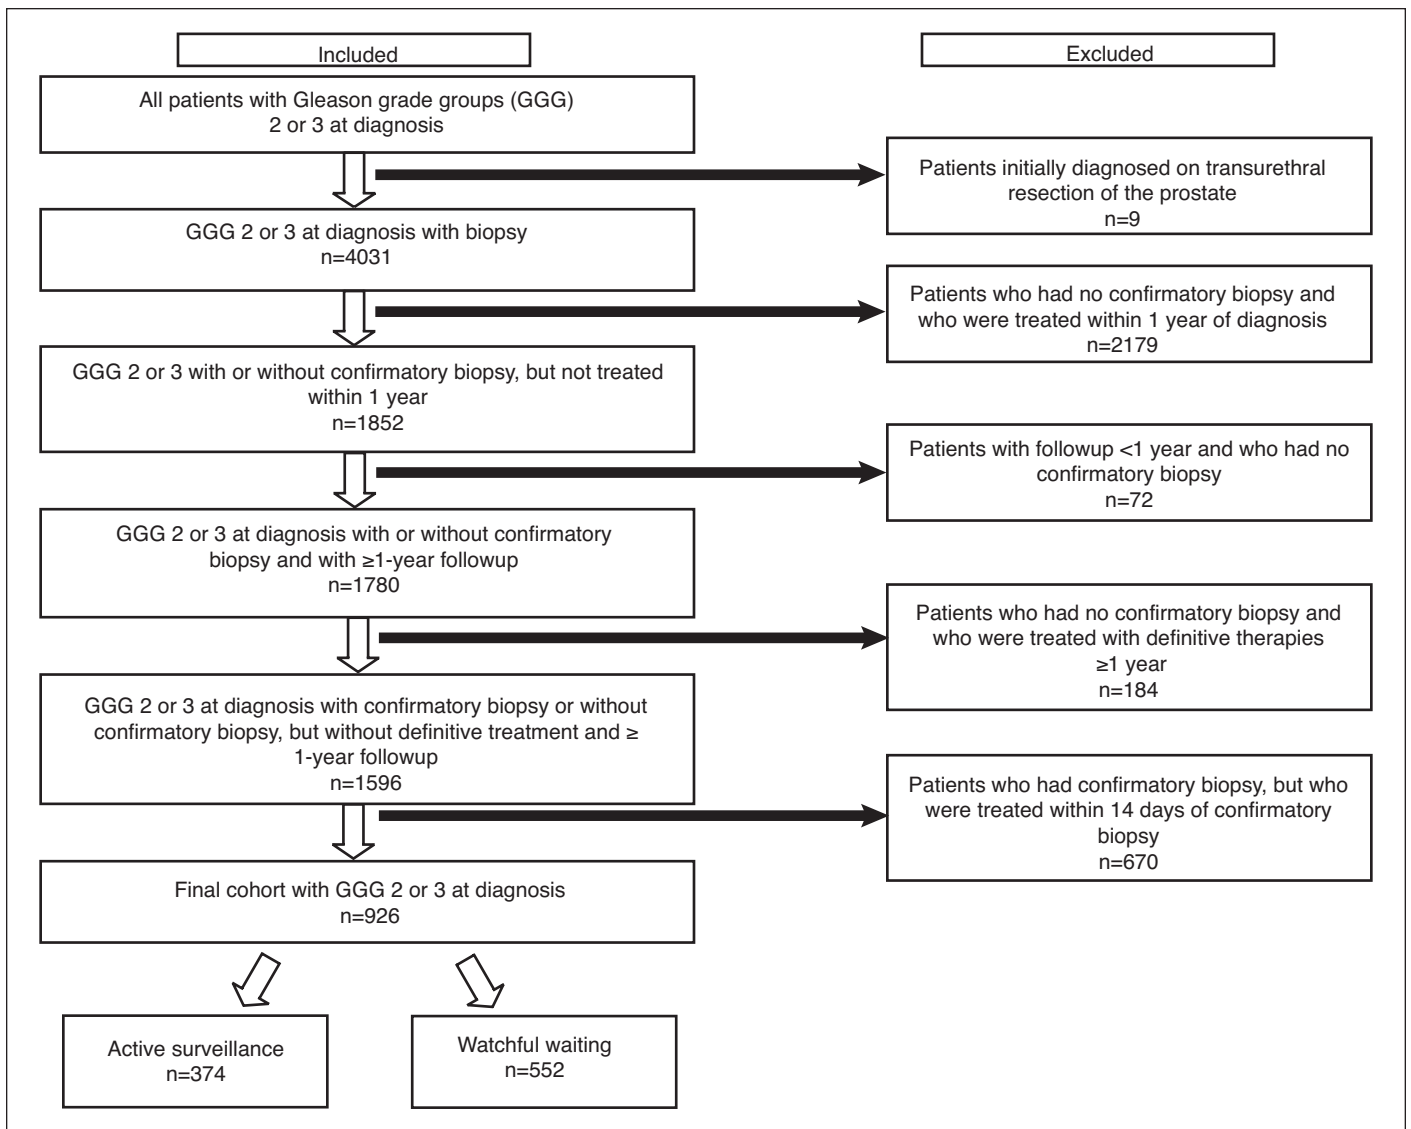 Included
Excluded
All patients with Gleason grade groups (GGG)
2 or 3 at diagnosis
Patients initially diagnosed on transurethral
resection of the prostate
n=9
GGG 2 or 3 at diagnosis with biopsy
n=4031
Patients who had no confirmatory biopsy and
who were treated within 1 year of diagnosis
n=2179
GGG 2 or 3 with or without confirmatory biopsy, but not treated
within 1 year
n=1852
Patients with followup <1 year and who had no
confirmatory biopsy
n=72
GGG 2 or 3 at diagnosis with or without confirmatory
biopsy and with ≥1-year followup
n=1780
Patients who had no confirmatory biopsy and
who were treated with definitive therapies
≥1 year
n=184
GGG 2 or 3 at diagnosis with confirmatory biopsy or without
confirmatory biopsy, but without definitive treatment and ≥
1-year followup
n=1596
Patients who had confirmatory biopsy, but who
were treated within 14 days of confirmatory
biopsy
n=670
Final cohort with GGG 2 or 3 at diagnosis
n=926
Active surveillance
n=374
Watchful waiting
n=552